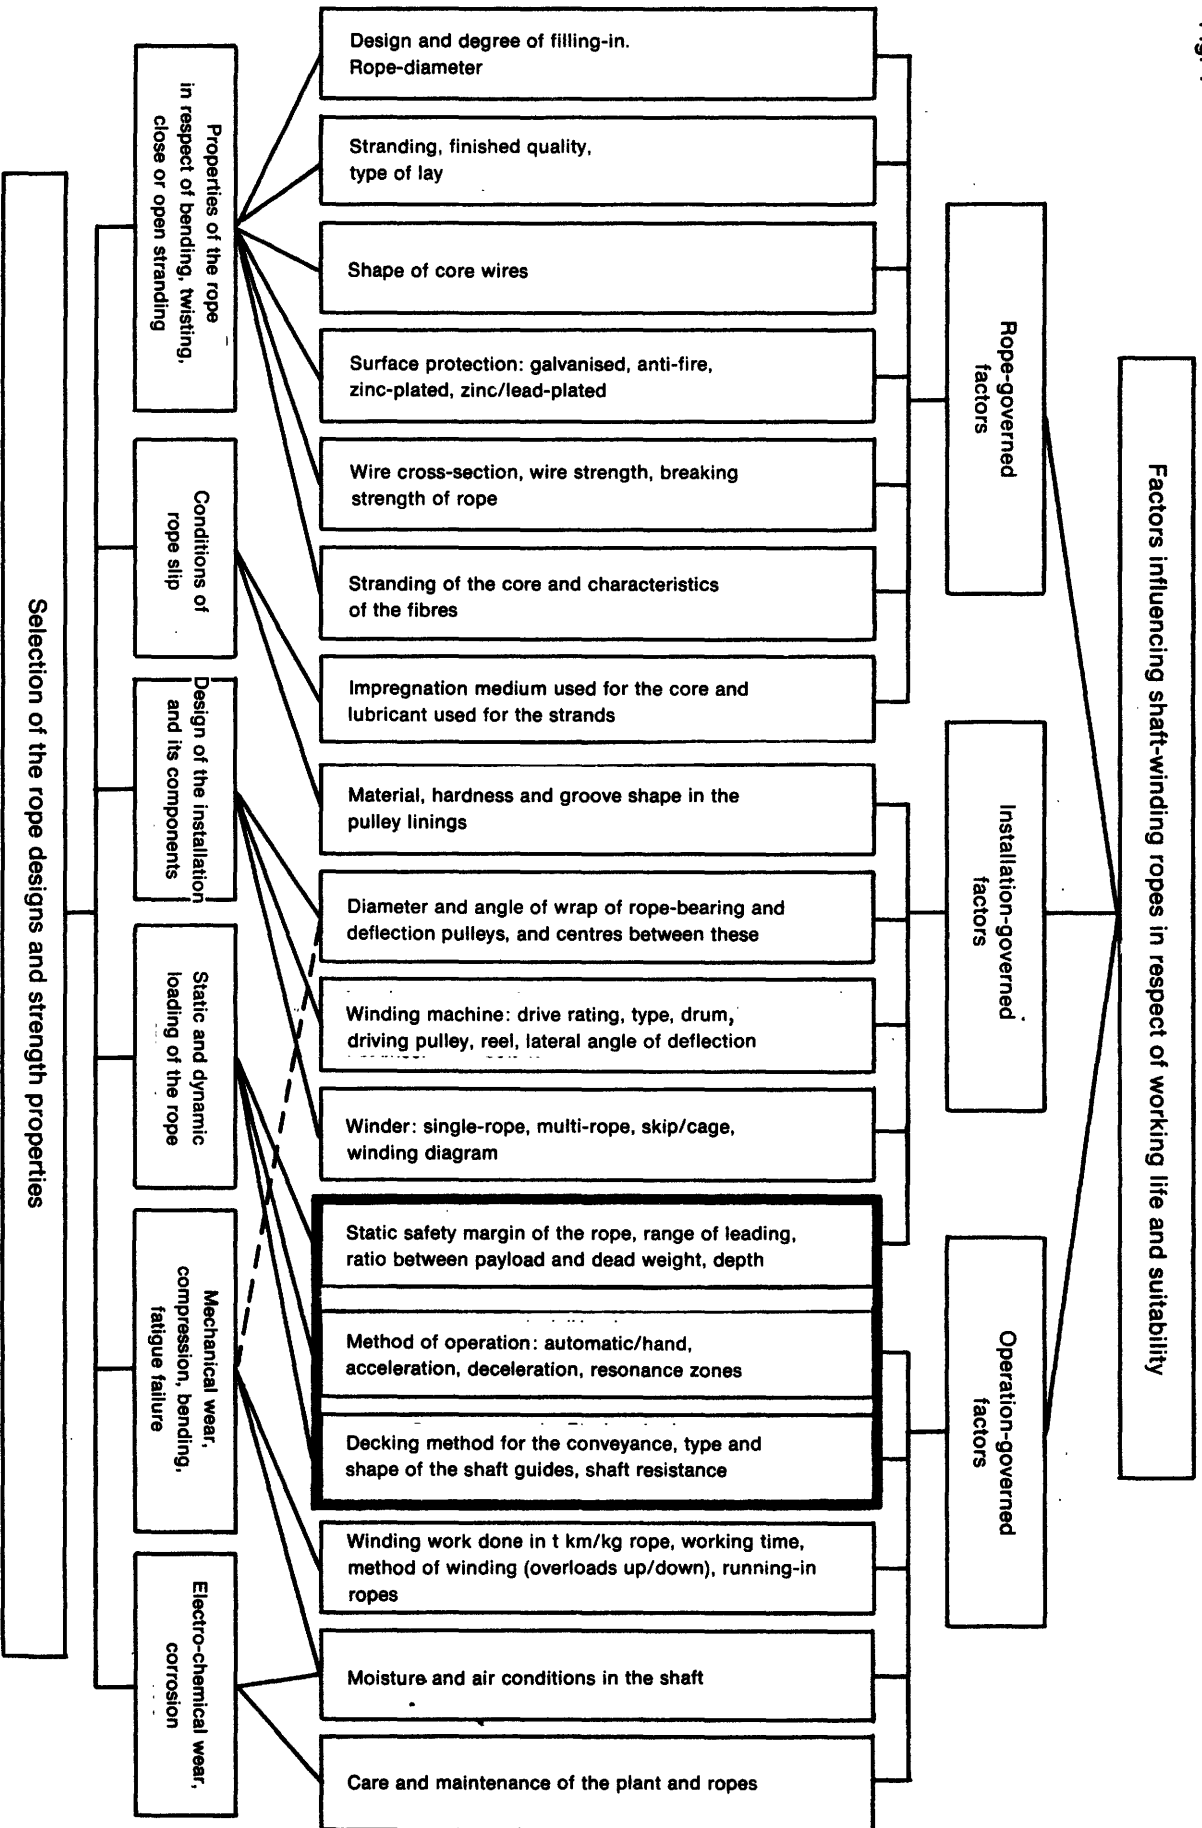 Factors influencing shaft-winding ropes in respect of working life and suitability
Rope-governed
factors
Installation-governed
factors
Operation-governed
factors
Design and degree of filling-in.
Rope-diameter
Stranding, finished quality,
type of lay
Shape of core wires
Surface protection: galvanised, anti-fire,
zinc-plated, zinc/lead-plated
Wire cross-section, wire strength, breaking
strength of rope
Stranding of the core and characteristics
of the fibres
Impregnation medium used for the core and
lubricant used for the strands
Material, hardness and groove shape in the
pulley linings
Diameter and angle of wrap of rope-bearing and
deflection pulleys, and centres between these
Winding machine: drive rating, type, drum,
driving pulley, reel, lateral angle of deflection
Winder: single-rope, multi-rope, skip/cage,
winding diagram
Static safety margin of the rope, range of leading,
ratio between payload and dead weight, depth
Method of operation: automatic/hand,
acceleration, deceleration, resonance zones
Decking method for the conveyance, type and
shape of the shaft guides, shaft resistance
Winding work done in t km/kg rope, working time,
method of winding (overloads up/down), running-in
ropes
Moisture and air conditions in the shaft
Care and maintenance of the plant and ropes
Properties of the rope
in respect of bending, twisting,
close or open stranding
Conditions of
rope slip
Design of the installation
and its components
Static and dynamic
loading of the rope
Mechanical wear,
compression, bending,
fatigue failure
Electro-chemical wear,
corrosion
Selection of the rope designs and strength properties